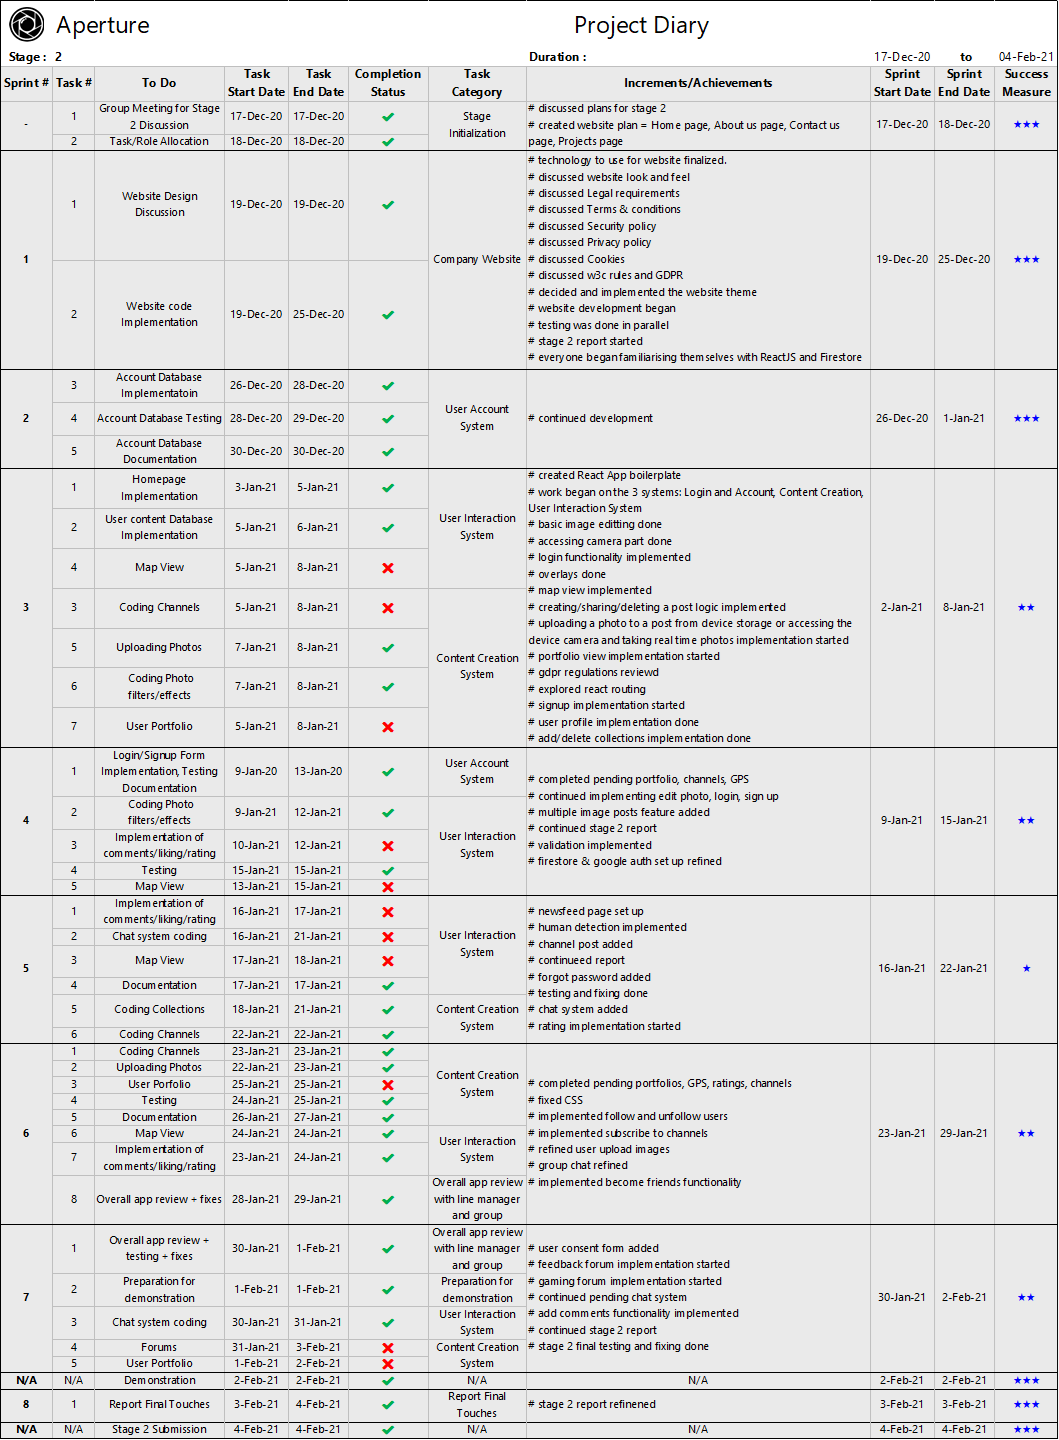 Aperture
Project Diary
Stage : 2
Duration :
17-Dec-20 to 04-Feb-21
Sprint # Task # To Do Task Start Date Task End Date Completion Status Task Category Increments/Achievements Sprint Start Date Sprint End Date Success Measure
- 1 Group Meeting for Stage 2 Discussion 17-Dec-20 17-Dec-20 ✔ Stage Initialization
2 Task/Role Allocation 18-Dec-20 18-Dec-20 ✔
# discussed plans for stage 2
# created website plan = Home page, About us page, Contact us
page, Projects page
17-Dec-20 18-Dec-20 ★★★
1 1 Website Design Discussion 19-Dec-20 19-Dec-20 ✔ Company Website
2 Website code Implementation 19-Dec-20 25-Dec-20 ✔
# technology to use for website finalized.
# discussed website look and feel
# discussed Legal requirements
# discussed Terms & conditions
# discussed Security policy
# discussed Privacy policy
# discussed Cookies
# discussed w3c rules and GDPR
# decided and implemented the website theme
# website development began
# testing was done in parallel
# stage 2 report started
# everyone began familiarising themselves with ReactJS and Firestore
19-Dec-20 25-Dec-20 ★★★
2 3 Account Database Implementatoin 26-Dec-20 28-Dec-20 ✔ User Account System
4 Account Database Testing 28-Dec-20 29-Dec-20 ✔
5 Account Database Documentation 30-Dec-20 30-Dec-20 ✔
# continued development
26-Dec-20 1-Jan-21 ★★★
3 1 Homepage Implementation 3-Jan-21 5-Jan-21 ✔ User Interaction System
2 User content Database Implementation 5-Jan-21 6-Jan-21 ✔
4 Map View 5-Jan-21 8-Jan-21 ✖
3 Coding Channels 5-Jan-21 8-Jan-21 ✖ Content Creation System
5 Uploading Photos 7-Jan-21 8-Jan-21 ✔
6 Coding Photo filters/effects 7-Jan-21 8-Jan-21 ✔
7 User Portfolio 5-Jan-21 8-Jan-21 ✖
# created React App boilerplate
# work began on the 3 systems: Login and Account, Content Creation,
User Interaction System
# basic image editting done
# accessing camera part done
# login functionality implemented
# overlays done
# map view implemented
# creating/sharing/deleting a post logic implemented
# uploading a photo to a post from device storage or accessing the
device camera and taking real time photos implementation started
# portfolio view implementation started
# gdpr regulations reviewd
# explored react routing
# signup implementation started
# user profile implementation done
# add/delete collections implementation done
2-Jan-21 8-Jan-21 ★★
4 1 Login/Signup Form Implementation, Testing Documentation 9-Jan-20 13-Jan-20 ✔ User Account System
2 Coding Photo filters/effects 9-Jan-21 12-Jan-21 ✔ User Interaction System
3 Implementation of comments/liking/rating 10-Jan-21 12-Jan-21 ✖
4 Testing 15-Jan-21 15-Jan-21 ✔
5 Map View 13-Jan-21 15-Jan-21 ✖
# completed pending portfolio, channels, GPS
# continued implementing edit photo, login, sign up
# multiple image posts feature added
# continued stage 2 report
# validation implemented
# firestore & google auth set up refined
9-Jan-21 15-Jan-21 ★★
5 1 Implementation of comments/liking/rating 16-Jan-21 17-Jan-21 ✖ User Interaction System
2 Chat system coding 16-Jan-21 21-Jan-21 ✖
3 Map View 17-Jan-21 18-Jan-21 ✖
4 Documentation 17-Jan-21 17-Jan-21 ✔
5 Coding Collections 18-Jan-21 21-Jan-21 ✔ Content Creation System
6 Coding Channels 22-Jan-21 22-Jan-21 ✔
# newsfeed page set up
# human detection implemented
# channel post added
# continueed report
# forgot password added
# testing and fixing done
# chat system added
# rating implementation started
16-Jan-21 22-Jan-21 ★
6 1 Coding Channels 23-Jan-21 23-Jan-21 ✔ Content Creation System
2 Uploading Photos 22-Jan-21 23-Jan-21 ✔
3 User Porfolio 25-Jan-21 25-Jan-21 ✖
4 Testing 24-Jan-21 25-Jan-21 ✔
5 Documentation 26-Jan-21 27-Jan-21 ✔
6 Map View 24-Jan-21 24-Jan-21 ✔ User Interaction System
7 Implementation of comments/liking/rating 23-Jan-21 24-Jan-21 ✔
8 Overall app review + fixes 28-Jan-21 29-Jan-21 ✔ Overall app review with line manager and group
# completed pending portfolios, GPS, ratings, channels
# fixed CSS
# implemented follow and unfollow users
# implemented subscribe to channels
# refined user upload images
# group chat refined
# implemented become friends functionality
23-Jan-21 29-Jan-21 ★★
7 1 Overall app review + testing + fixes 30-Jan-21 1-Feb-21 ✔ Overall app review with line manager and group
2 Preparation for demonstration 1-Feb-21 1-Feb-21 ✔ Preparation for demonstration
3 Chat system coding 30-Jan-21 31-Jan-21 ✔ User Interaction System
4 Forums 31-Jan-21 3-Feb-21 ✖ Content Creation System
5 User Portfolio 1-Feb-21 2-Feb-21 ✖
# user consent form added
# feedback forum implementation started
# gaming forum implementation started
# continued pending chat system
# add comments functionality implemented
# continued stage 2 report
# stage 2 final testing and fixing done
30-Jan-21 2-Feb-21 ★★
N/A N/A Demonstration 2-Feb-21 2-Feb-21 ✔ N/A N/A 2-Feb-21 2-Feb-21 ★★★
8 1 Report Final Touches 3-Feb-21 4-Feb-21 ✔ Report Final Touches # stage 2 report refinened 3-Feb-21 3-Feb-21 ★★★
N/A N/A Stage 2 Submission 4-Feb-21 4-Feb-21 ✔ N/A N/A 4-Feb-21 4-Feb-21 ★★★